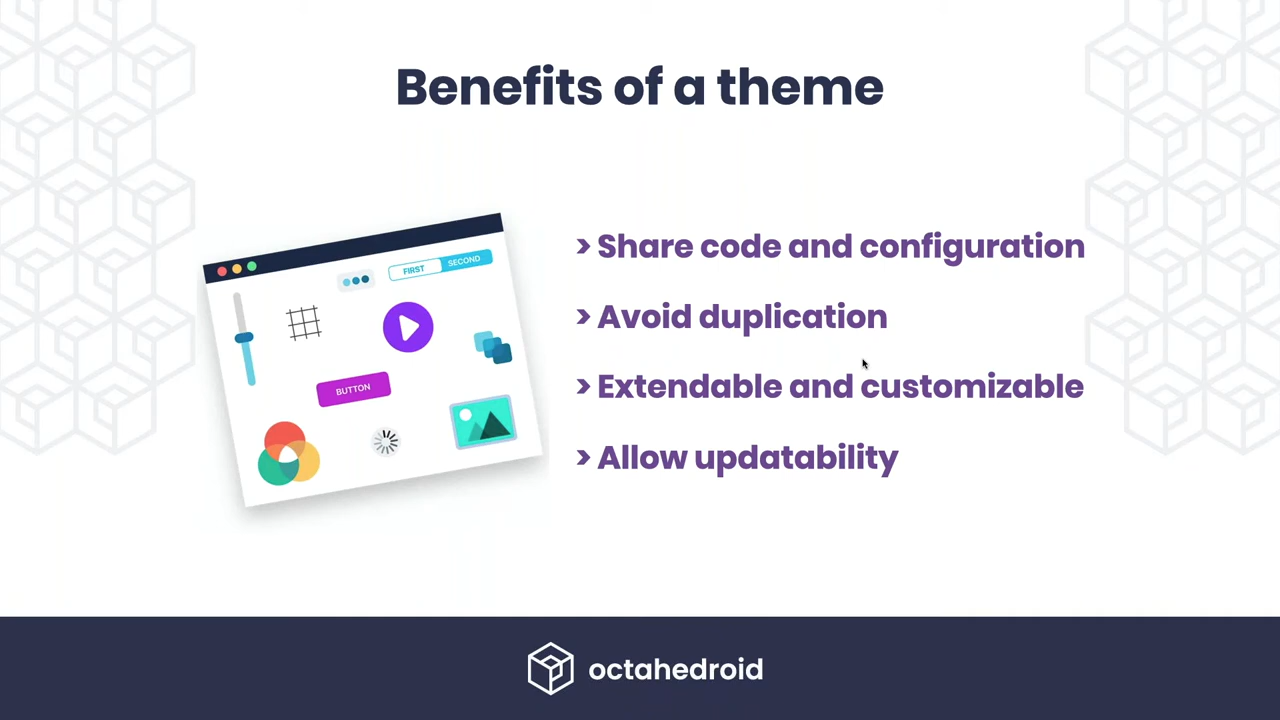 Benefits of a theme
FIRST
SECOND
BUTTON
> Share code and configuration
> Avoid duplication
> Extendable and customizable
> Allow updatability
octahedroid